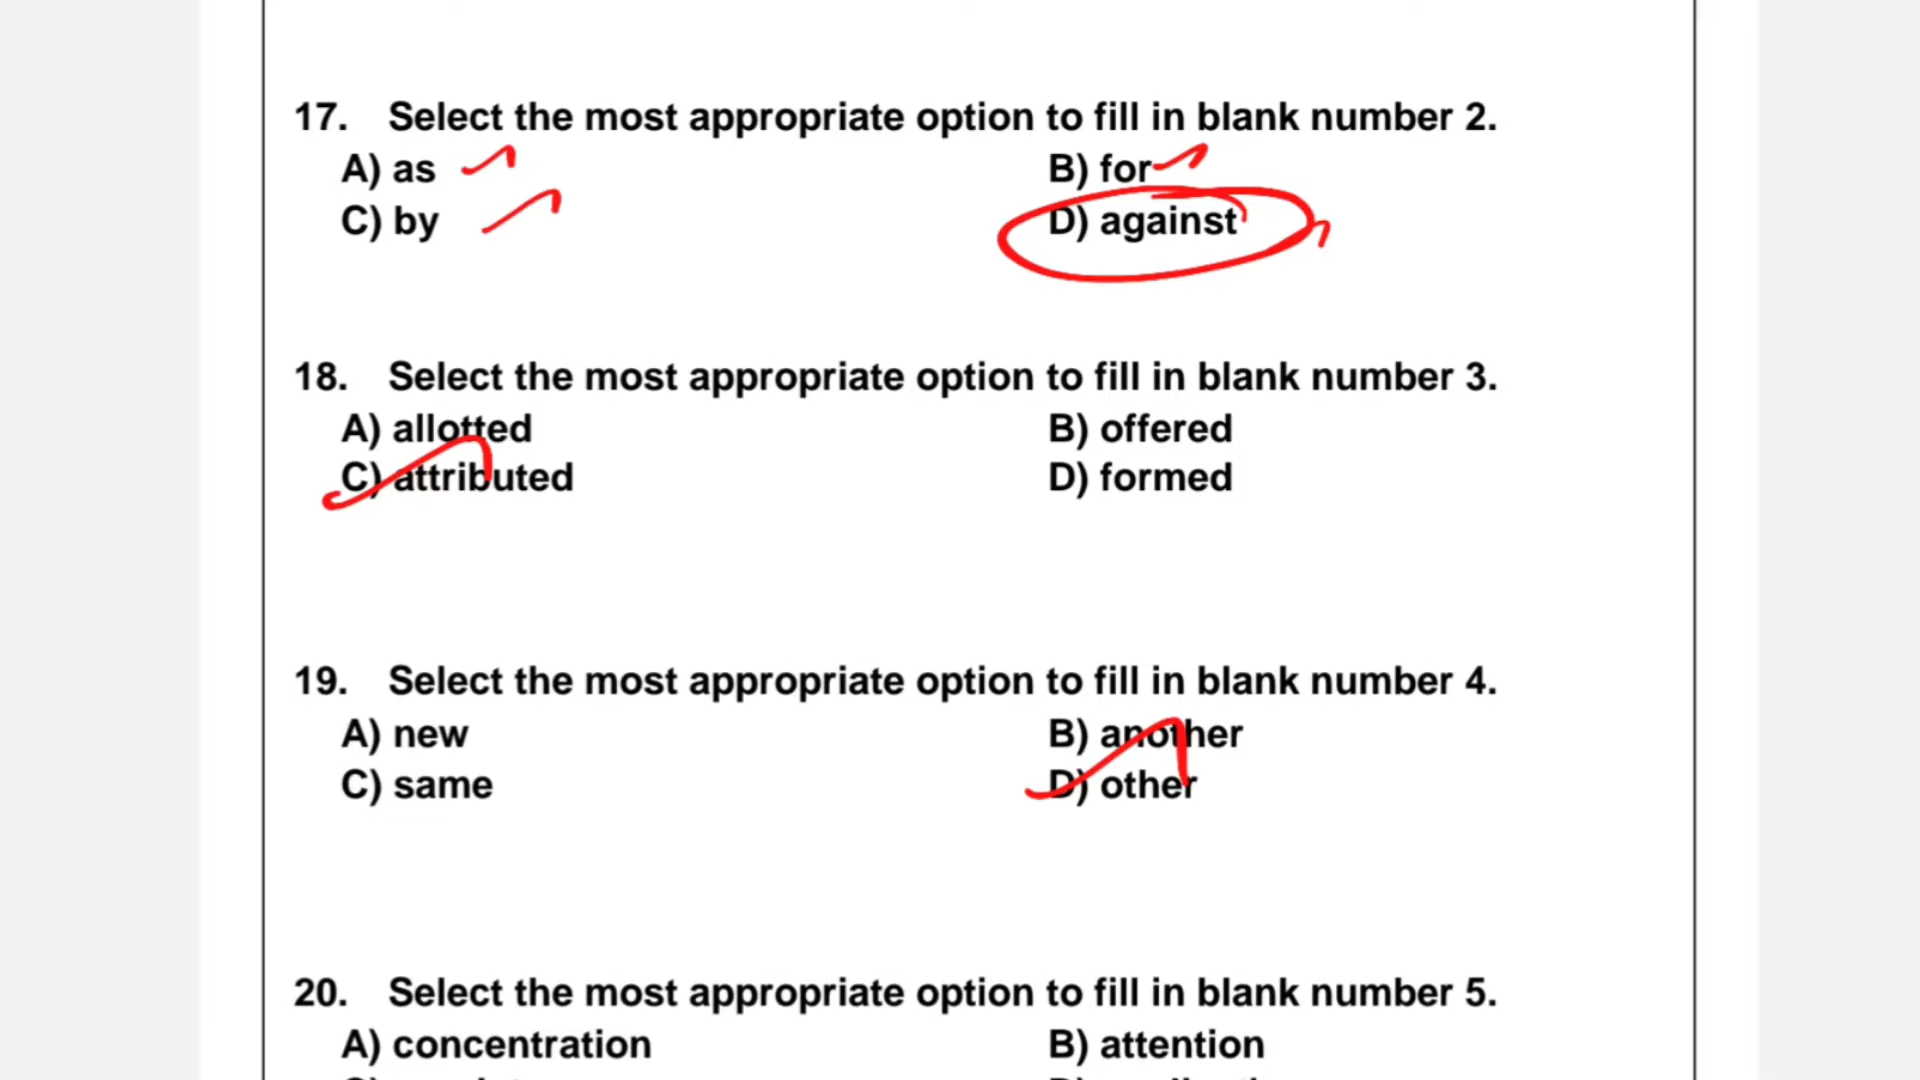 17. Select the most appropriate option to fill in blank number 2.
A) as B) for
C) by D) against
18. Select the most appropriate option to fill in blank number 3.
A) allotted B) offered
C) attributed D) formed
19. Select the most appropriate option to fill in blank number 4.
A) new B) another
C) same D) other
20. Select the most appropriate option to fill in blank number 5.
A) concentration B) attention